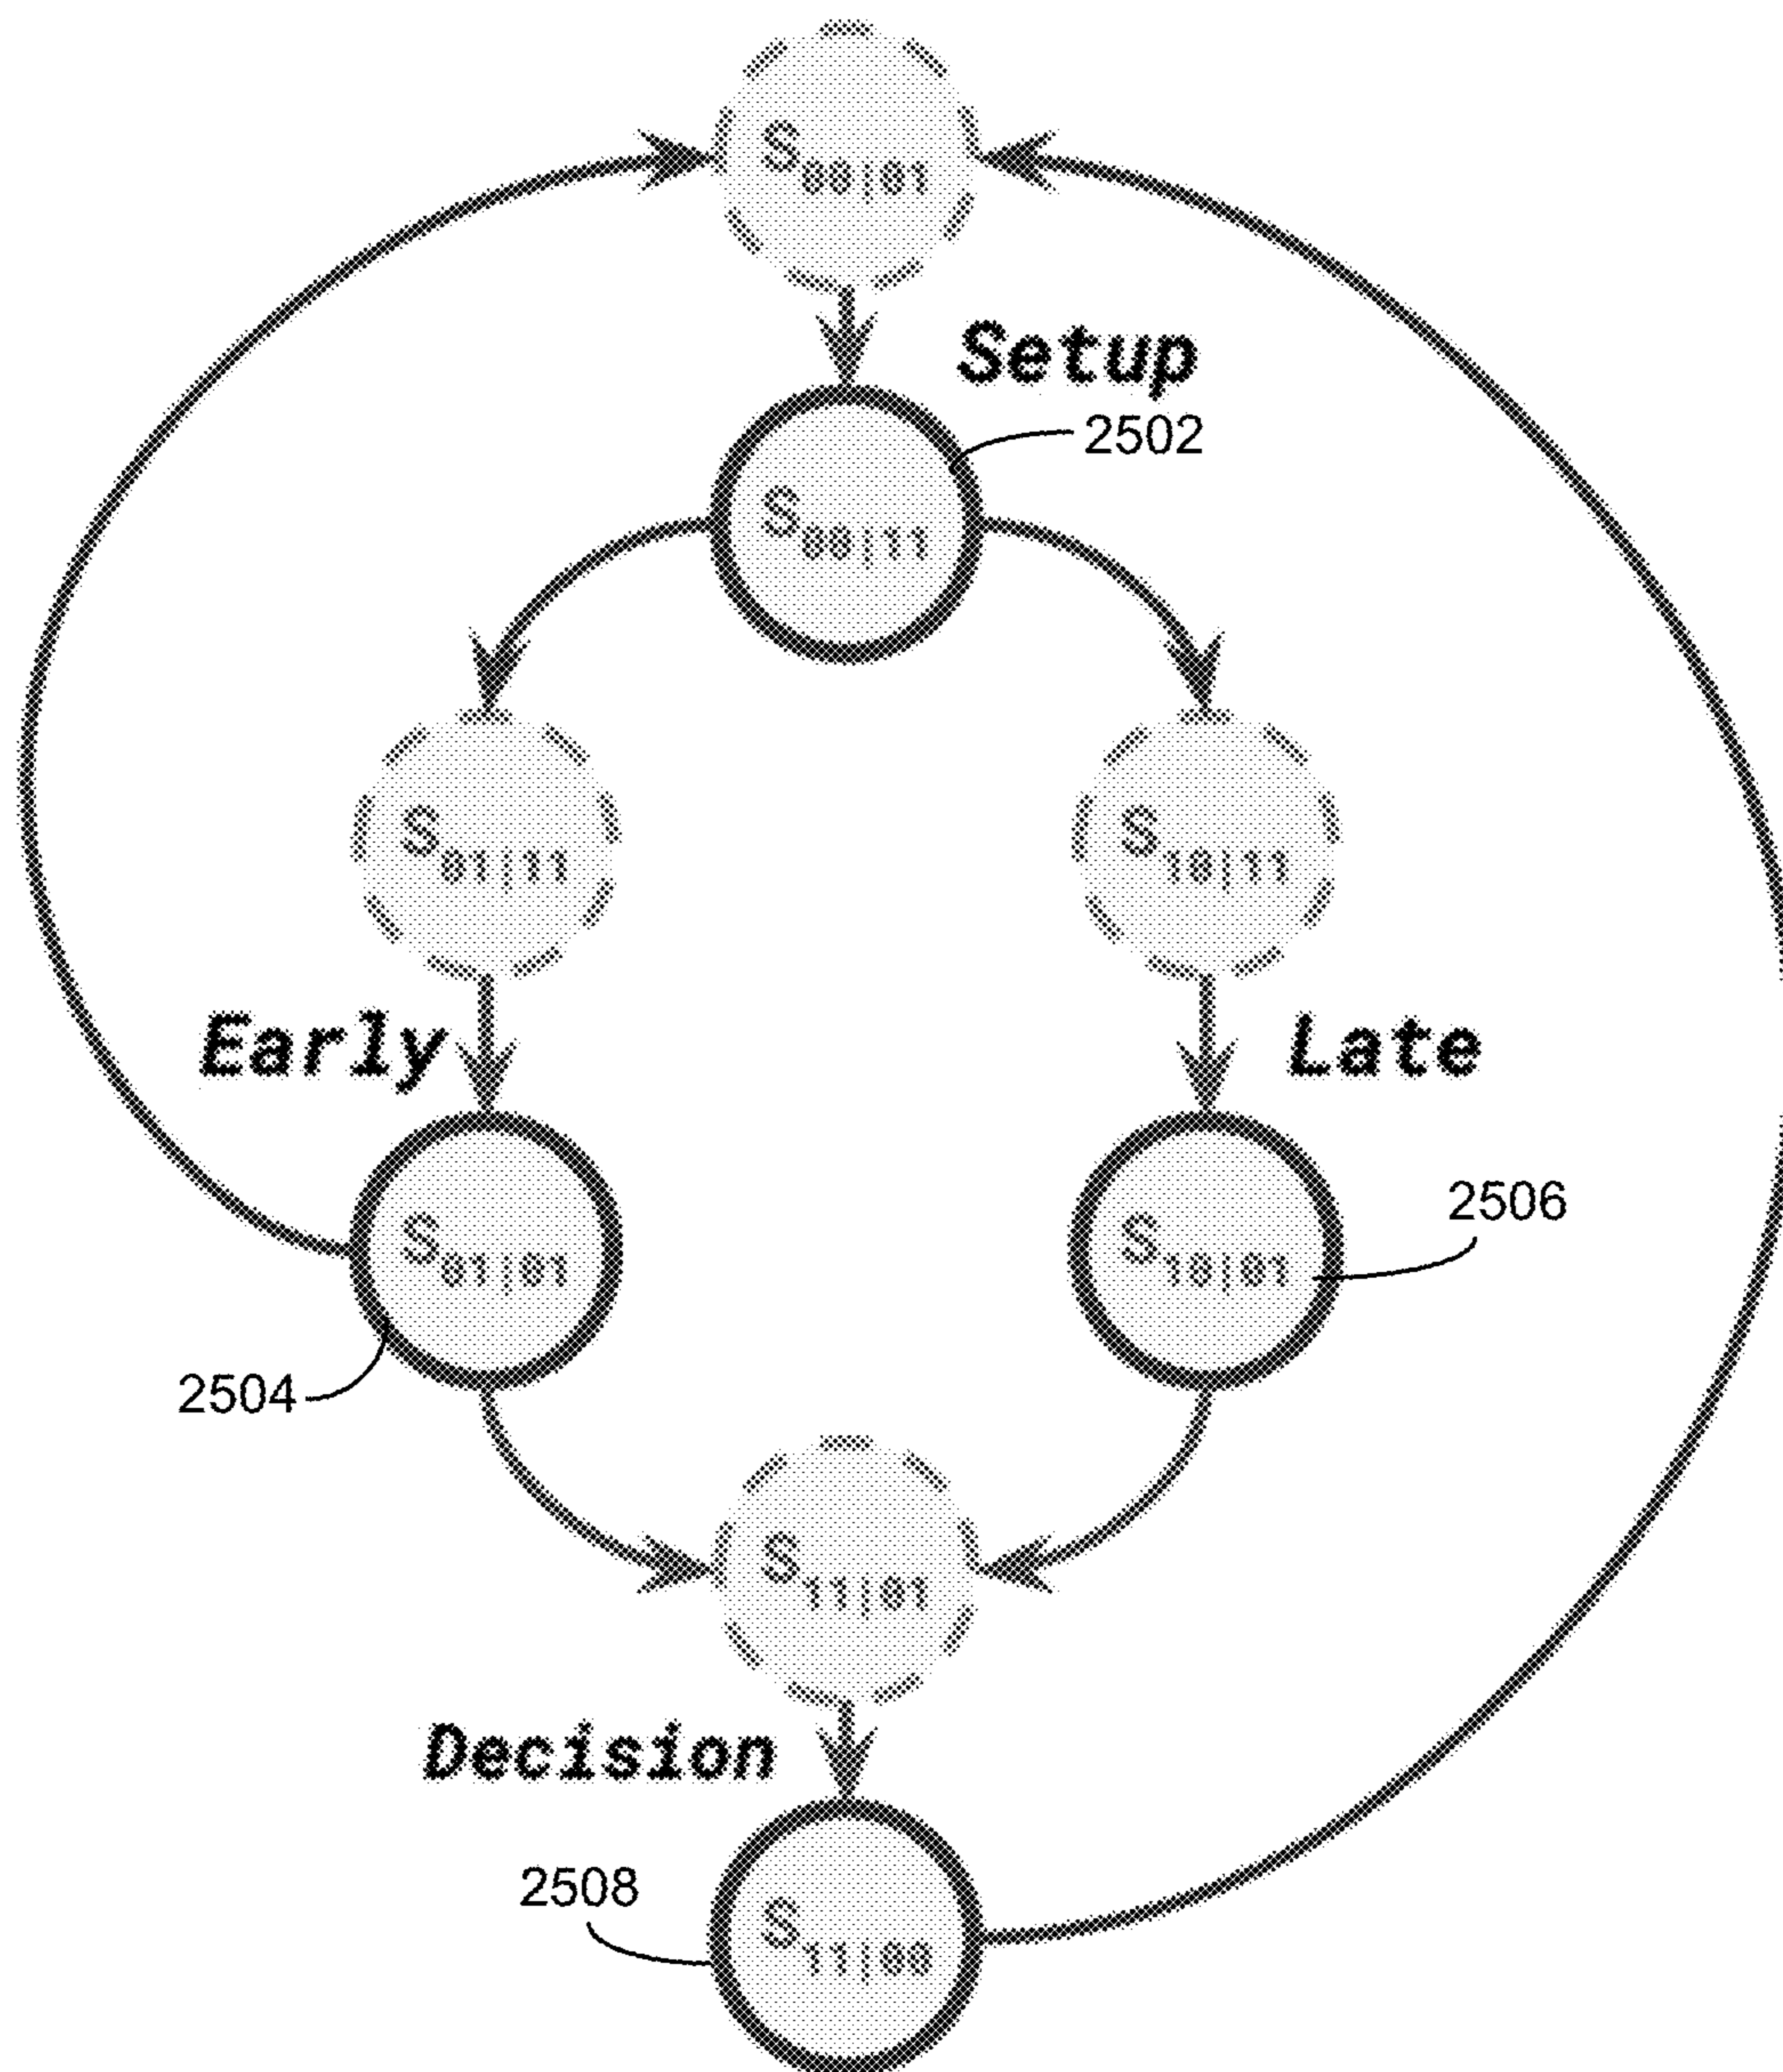 S00|01
Setup
2502
S00|11
S01|11
S10|11
Early
Late
2506
S01|01
S10|01
2504
S11|01
Decision
2508
S11|00